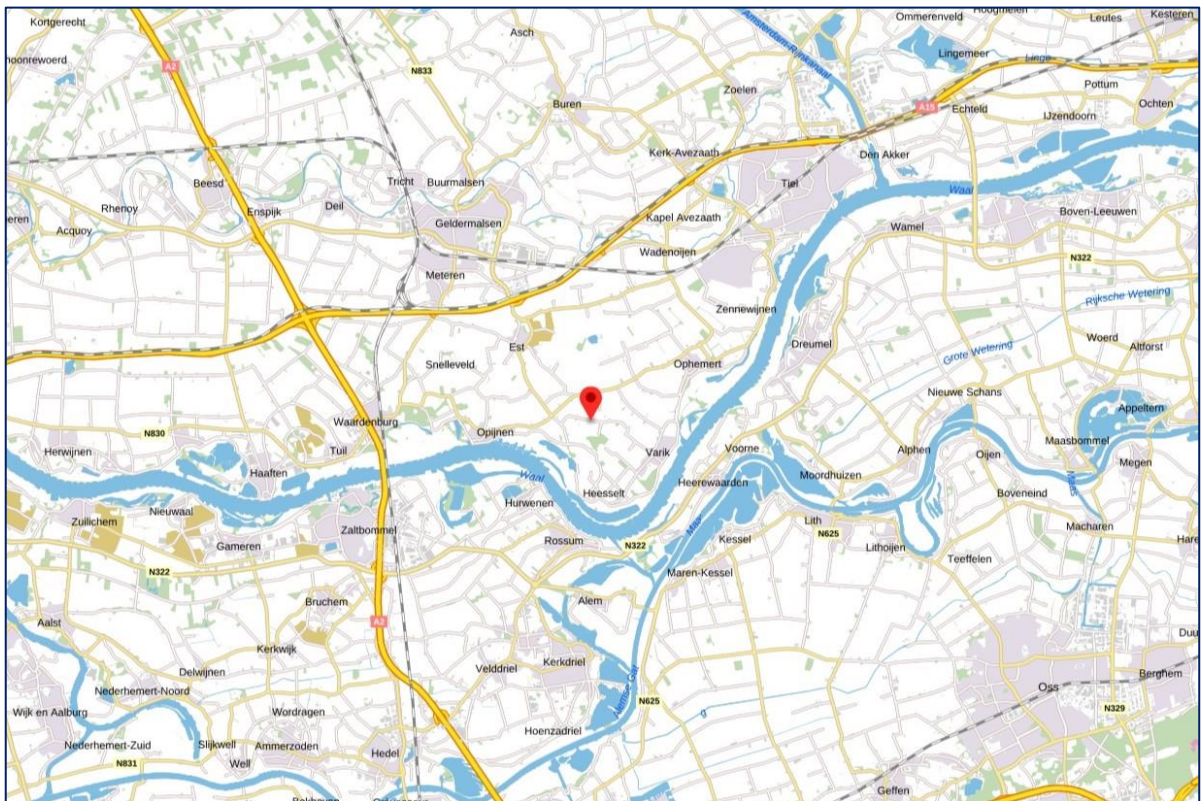 Kortgerecht
Asch
Ommerenveld
Leutes
Kesteren
A2
N833
Amsterdam-Rijnkanaal
Lingemeer
Linge
Pottum
Zoelen
Buren
A15
Echteld
IJzendoorn
Ochten
Kerk-Avezaath
Den Akker
Beesd
Tricht
Buurmalsen
Tiel
Waal
Rhenoy
Enspijk
Deil
Acquoy
Geldermalsen
Kapel Avezaath
Wamel
Boven-Leeuwen
Wadenoijen
N322
Meteren
Zennewijnen
Rijksche Wetering
Est
Dreumel
Grote Wetering
Woerd
Altforst
Snelleveld
Ophemert
Nieuwe Schans
Appeltern
Waardenburg
Opijnen
N830
Tuil
Varik
Voorne
Alphen
Oijen
Maasbommel
Megen
Herwijnen
Haaften
Waal
Heesselt
Heerewaarden
Moordhuizen
Maas
Boveneind
Hurwenen
Nieuwaal
Zuilichem
Zaltbommel
Gameren
Rossum
N322
Maas
Kessel
Lith
N625
Lithoijen
Macharen
Teeffelen
N322
Maren-Kessel
Bruchem
Alem
Aalst
A2
Kerkwijk
Delwijnen
Velddriel
Kerkdriel
Nederhemert-Noord
Alemse Gat
Oss
Berghem
Wijk en Aalburg
Wordragen
N625
N329
Hoenzadriel
Nederhemert-Zuid
Slijkwell
Ammerzoden
Hedel
N831
Well
Geffen